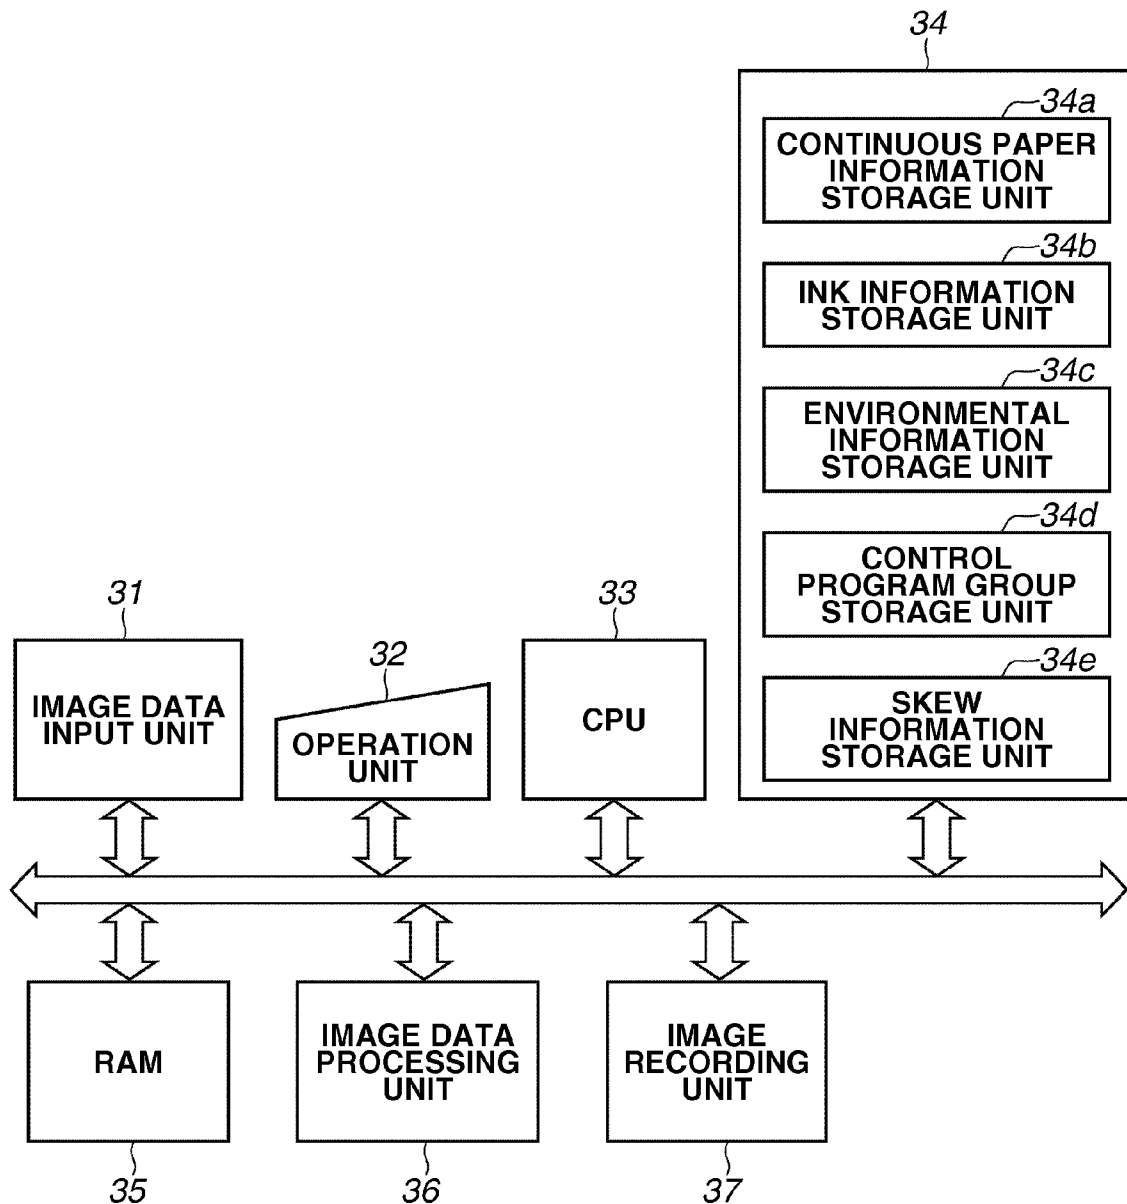 34
34a
CONTINUOUS PAPER
INFORMATION
STORAGE UNIT
34b
INK INFORMATION
STORAGE UNIT
34c
ENVIRONMENTAL
INFORMATION
STORAGE UNIT
34d
CONTROL
PROGRAM GROUP
STORAGE UNIT
34e
SKEW
INFORMATION
STORAGE UNIT
31
IMAGE DATA
INPUT UNIT
32
OPERATION
UNIT
33
CPU
RAM
35
IMAGE DATA
PROCESSING
UNIT
36
IMAGE
RECORDING
UNIT
37